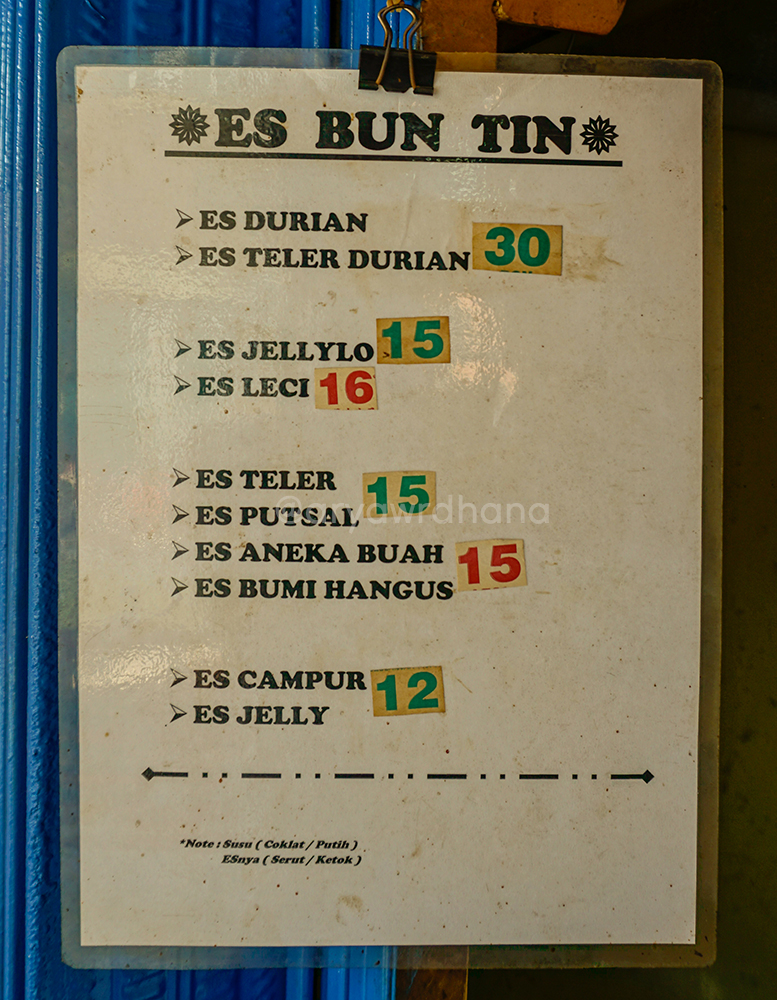 ES BUN TIN
ES DURIAN
ES TELER DURIAN 30
ES JELLYLO 15
ES LECI 16
ES TELER 15
ES PUTSAL
ES ANEKA BUAH 15
ES BUMI HANGUS
ES CAMPUR 12
ES JELLY
*Note : Susu ( Coklat / Putih )
ESnya ( Serut / Ketok )